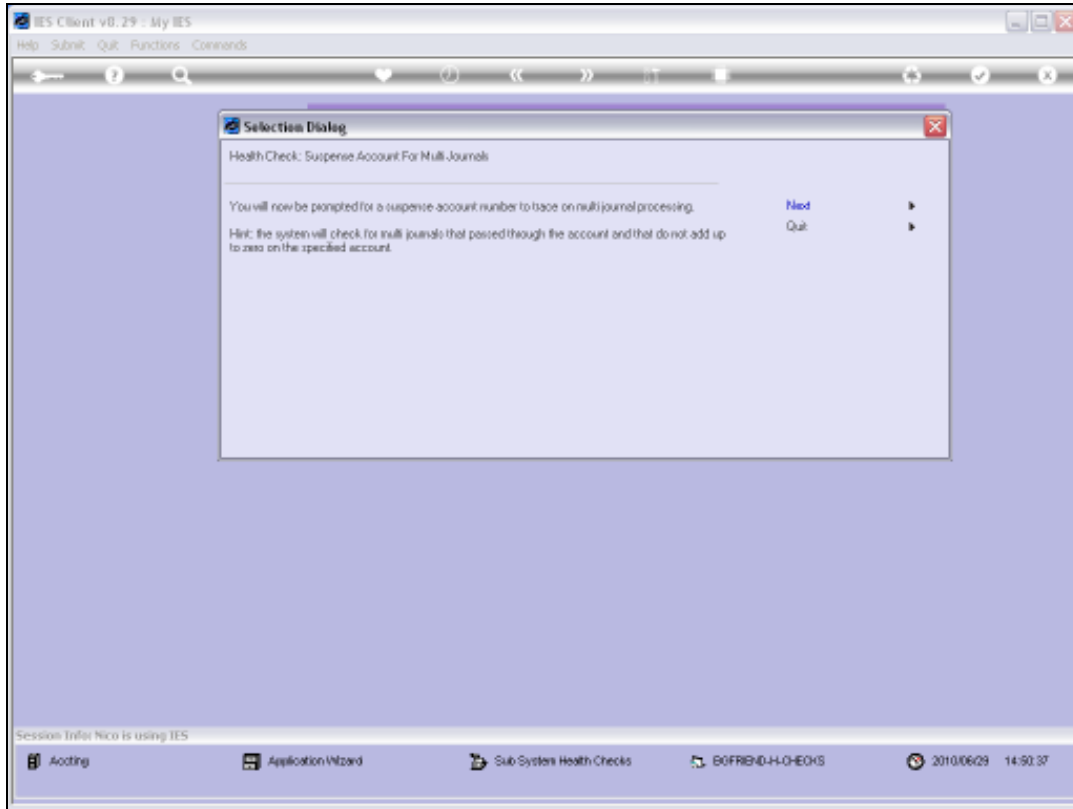 IES Client v8.29 : My IES
Help Submit Quit Functions Commands
Selection Dialog
Health Check: Suspense Account For Multi Journals
You will now be prompted for a suspense account number to trace on multi journal processing.
Next
Hint: the system will check for multi journals that passed through the account and that do not add up
Quit
to zero on the specified account.
Session Info: Nico is using IES
Acctng
Application Wizard
Sub System Health Checks
BGFRIEND-H-CHECKS
2010/06/29 14:50:37